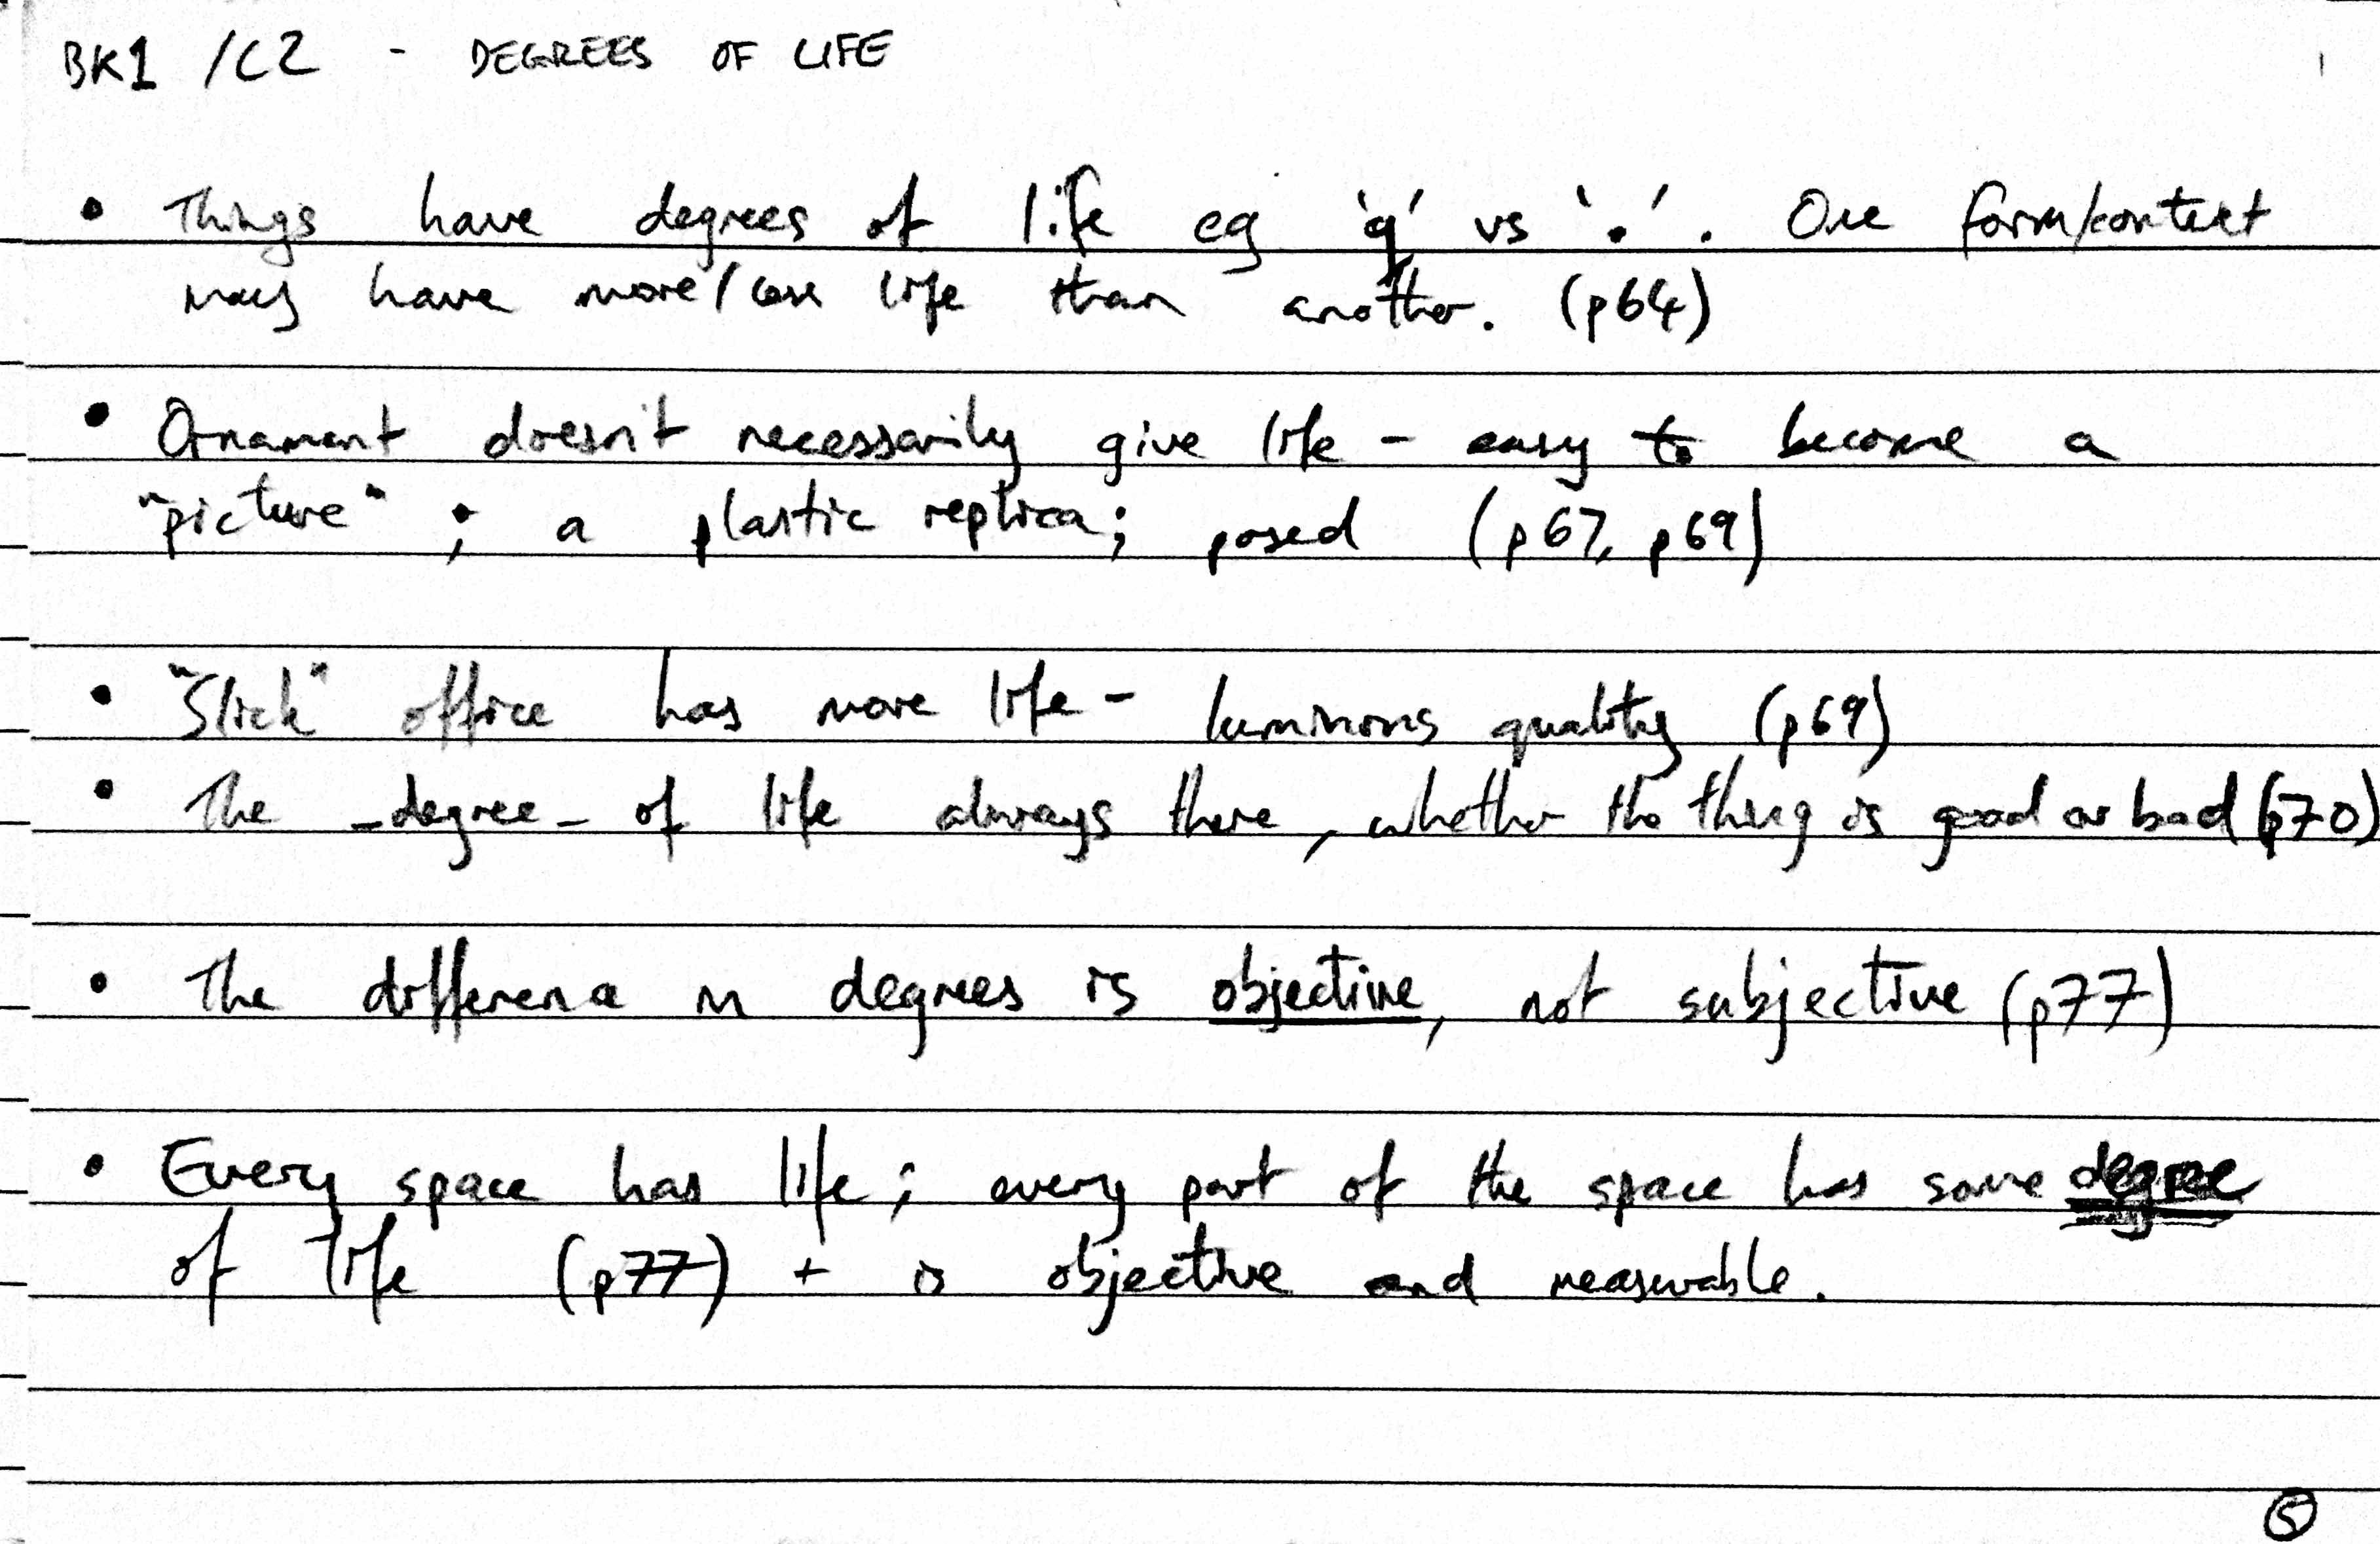 BK1 /C2 - DEGREES OF LIFE
• Things have degrees of life eg 'q' vs '.'. One form/context
may have more/less life than another. (p64)
• Ornament doesn't necessarily give life - easy to become a
"picture"; a plastic replica; posed (p67, p69)
• "Slick" office has more life - luminous quality (p69)
• The _degree_ of life always there, whether the thing is good or bad (p70)
• The difference in degrees is objective, not subjective (p77)
• Every space has life; every part of the space has some degree
of life (p77) + is objective and measurable.
5